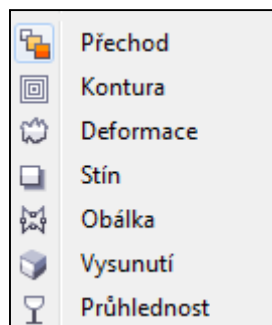 Přechod
Kontura
Deformace
Stín
Obálka
Vysunutí
Průhlednost